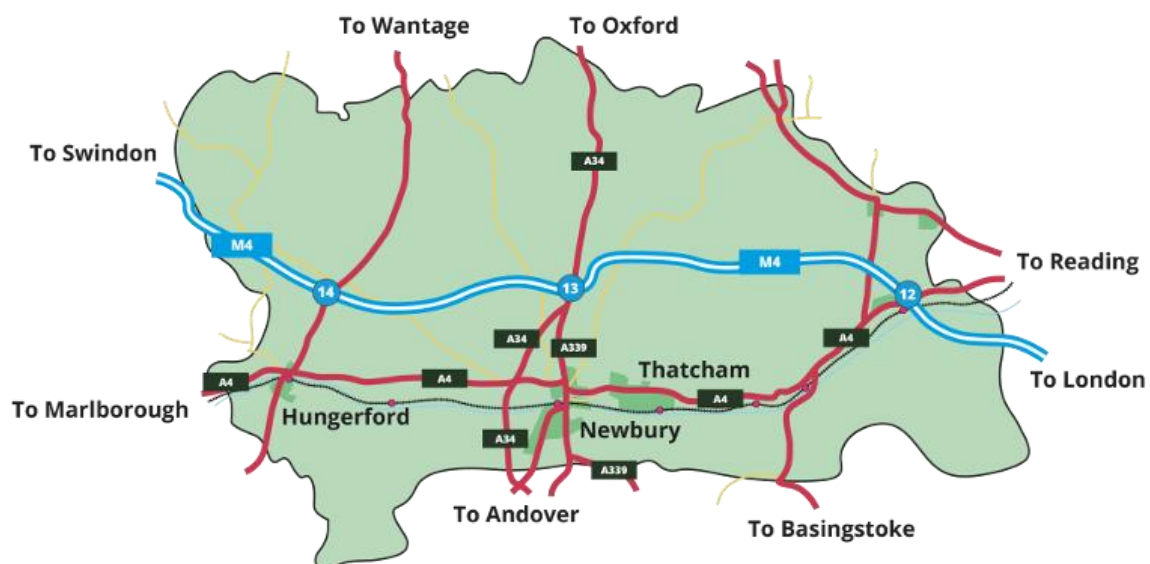 To Wantage
To Oxford
To Swindon
A34
M4
M4
To Reading
14
13
12
A34
A339
A4
Thatcham
To London
A4
A4
A4
To Marlborough
Hungerford
Newbury
A34
A339
To Andover
To Basingstoke